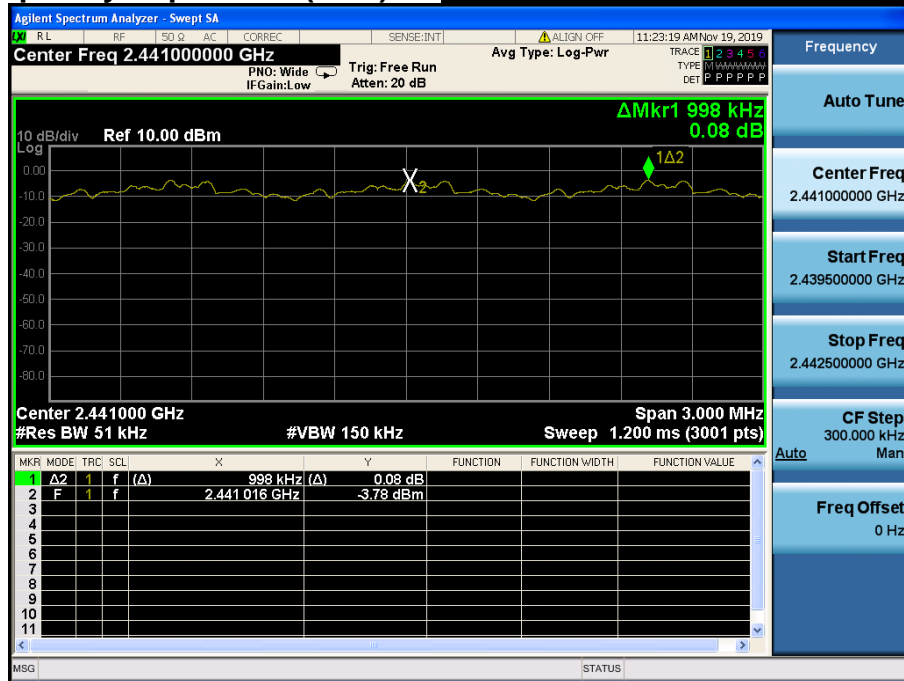 Agilent Spectrum Analyzer - Swept SA
LXI RL RF 50 Ω AC CORREC SENSE:INT ALIGN OFF 11:23:19 AM Nov 19, 2019
Center Freq 2.441000000 GHz
PNO: Wide
IFGain:Low
Trig: Free Run
Atten: 20 dB
Avg Type: Log-Pwr
TRACE 1 2 3 4 5 6
TYPE M WWWWW
DET P P P P P P
Frequency
Auto Tune
Center Freq
2.441000000 GHz
Start Freq
2.439500000 GHz
Stop Freq
2.442500000 GHz
CF Step
300.000 kHz
Auto Man
Freq Offset
0 Hz
ΔMkr1 998 kHz
0.08 dB
10 dB/div Ref 10.00 dBm
Log
1Δ2
X2
0.00
-10.0
-20.0
-30.0
-40.0
-50.0
-60.0
-70.0
-80.0
Center 2.441000 GHz Span 3.000 MHz
#Res BW 51 kHz #VBW 150 kHz Sweep 1.200 ms (3001 pts)
MKR MODE TRC SCL X Y FUNCTION FUNCTION WIDTH FUNCTION VALUE
1 Δ2 1 f (Δ) 998 kHz (Δ) 0.08 dB
2 F 1 f 2.441 016 GHz -3.78 dBm
3
4
5
6
7
8
9
10
11
MSG STATUS